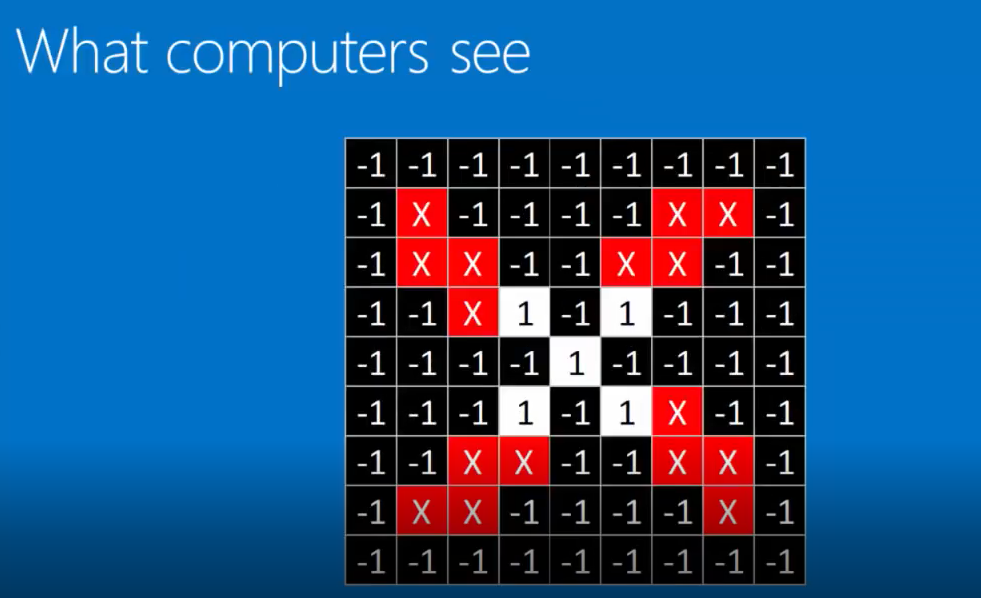 What computers see
-1 -1 -1 -1 -1 -1 -1 -1 -1
-1 X -1 -1 -1 -1 X X -1
-1 X X -1 -1 X X -1 -1
-1 -1 X 1 -1 1 -1 -1 -1
-1 -1 -1 -1 1 -1 -1 -1 -1
-1 -1 -1 1 -1 1 X -1 -1
-1 -1 X X -1 -1 X X -1
-1 X X -1 -1 -1 -1 X -1
-1 -1 -1 -1 -1 -1 -1 -1 -1